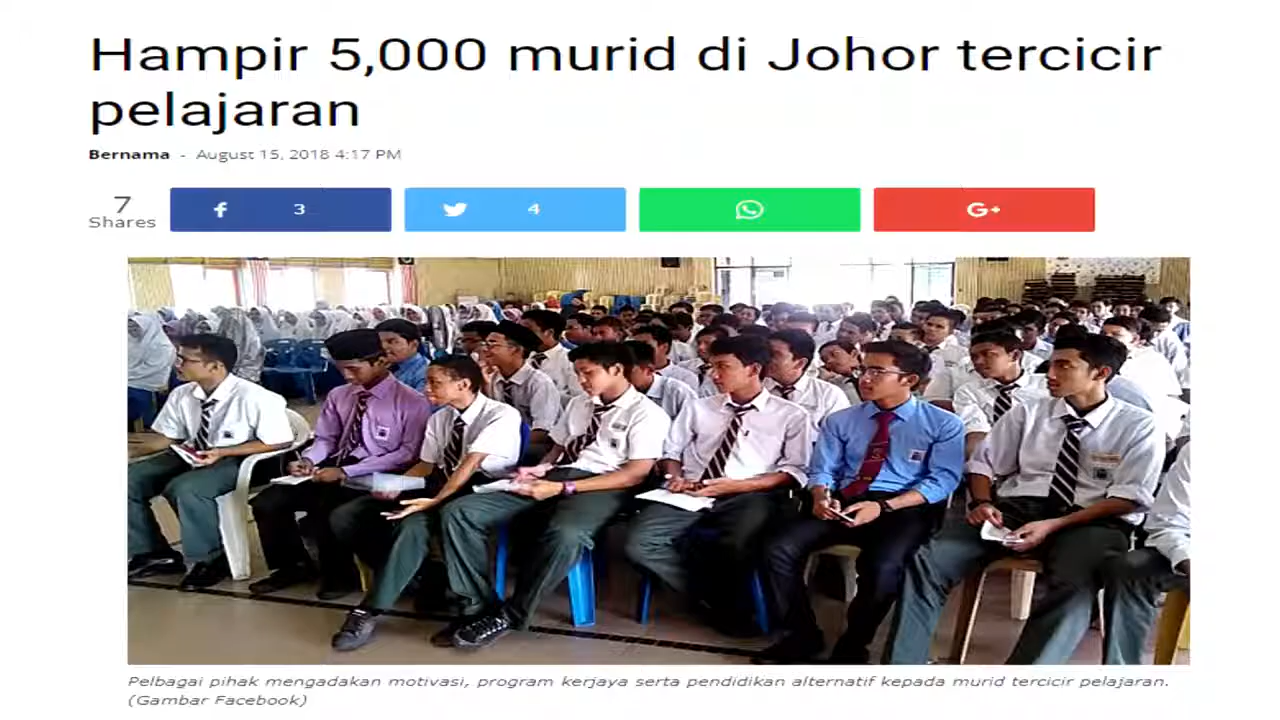 Hampir 5,000 murid di Johor tercicir
pelajaran
Bernama - August 15, 2018 4:17 PM
7
Shares
3
4
G+
Pelbagai pihak mengadakan motivasi, program kerjaya serta pendidikan alternatif kepada murid tercicir pelajaran.
(Gambar Facebook)